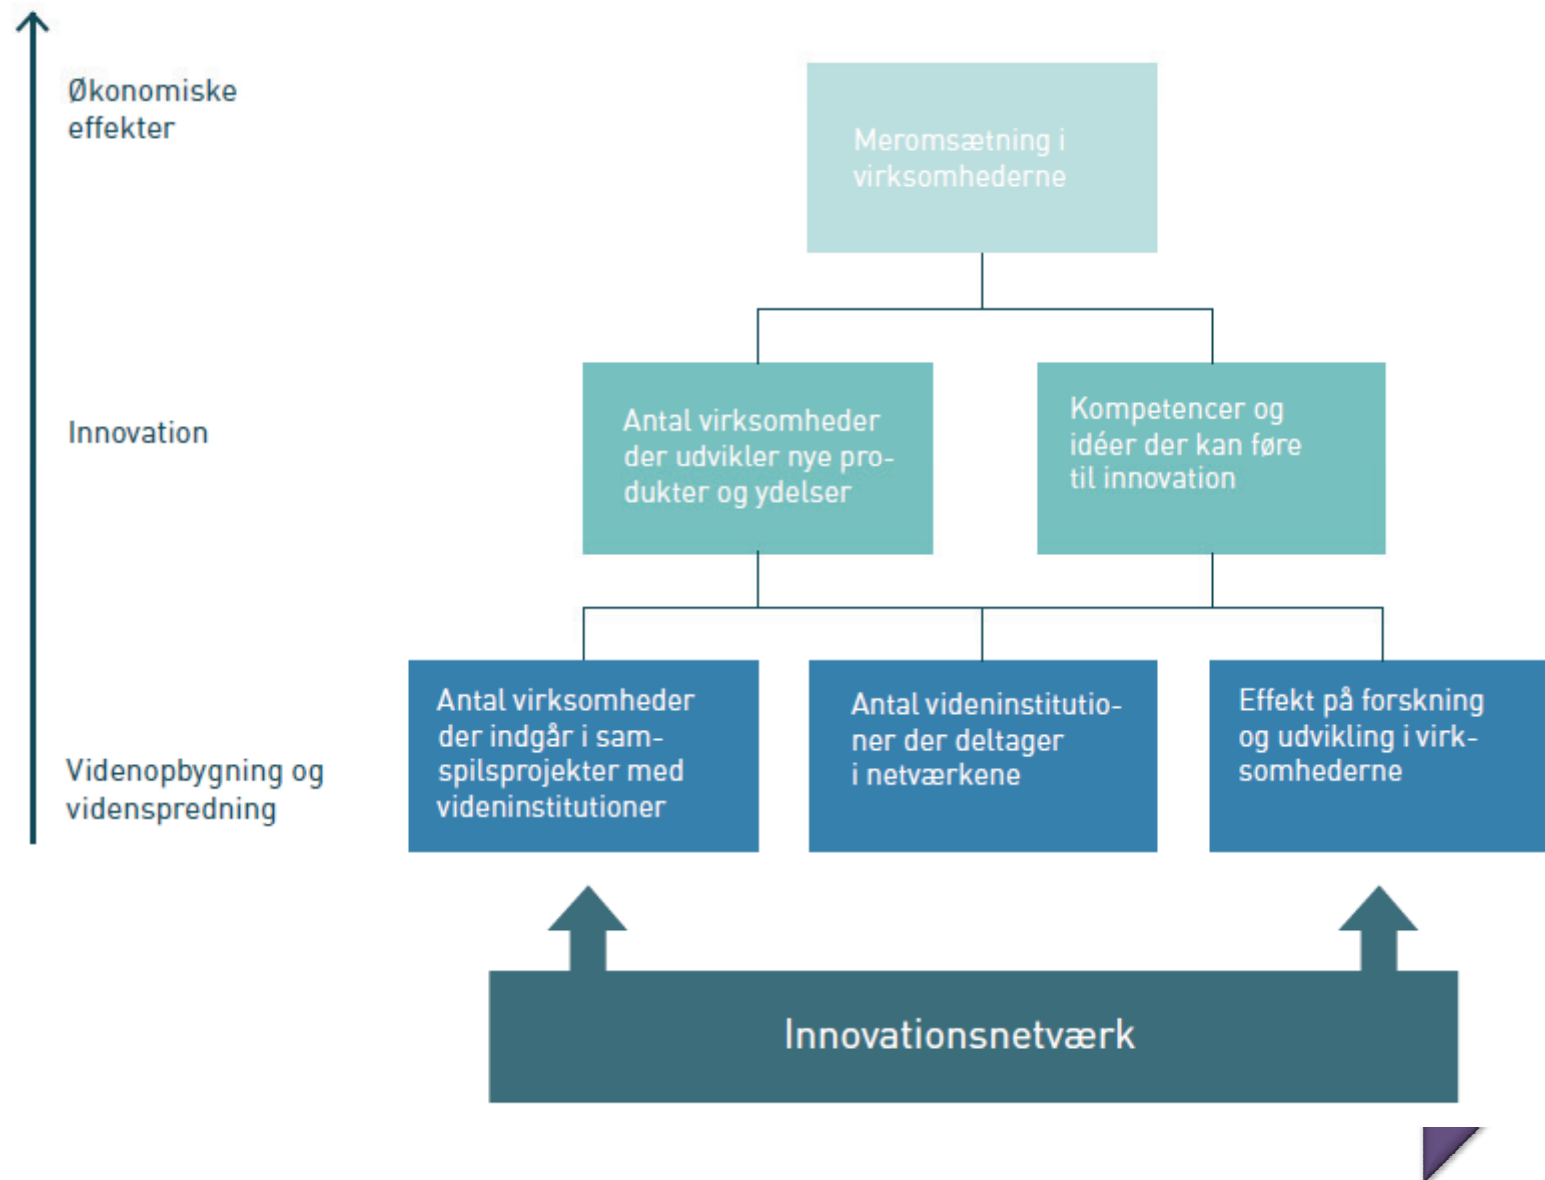 Økonomiske
effekter
Meromsætning i
virksomhederne
Innovation
Antal virksomheder
der udvikler nye pro-
dukter og ydelser
Kompetencer og
idéer der kan føre
til innovation
Videnopbygning og
videnspredning
Antal virksomheder
der indgår i sam-
spilsprojekter med
videninstitutioner
Antal videninstitutio-
ner der deltager
i netværkene
Effekt på forskning
og udvikling i virk-
somhederne
Innovationsnetværk